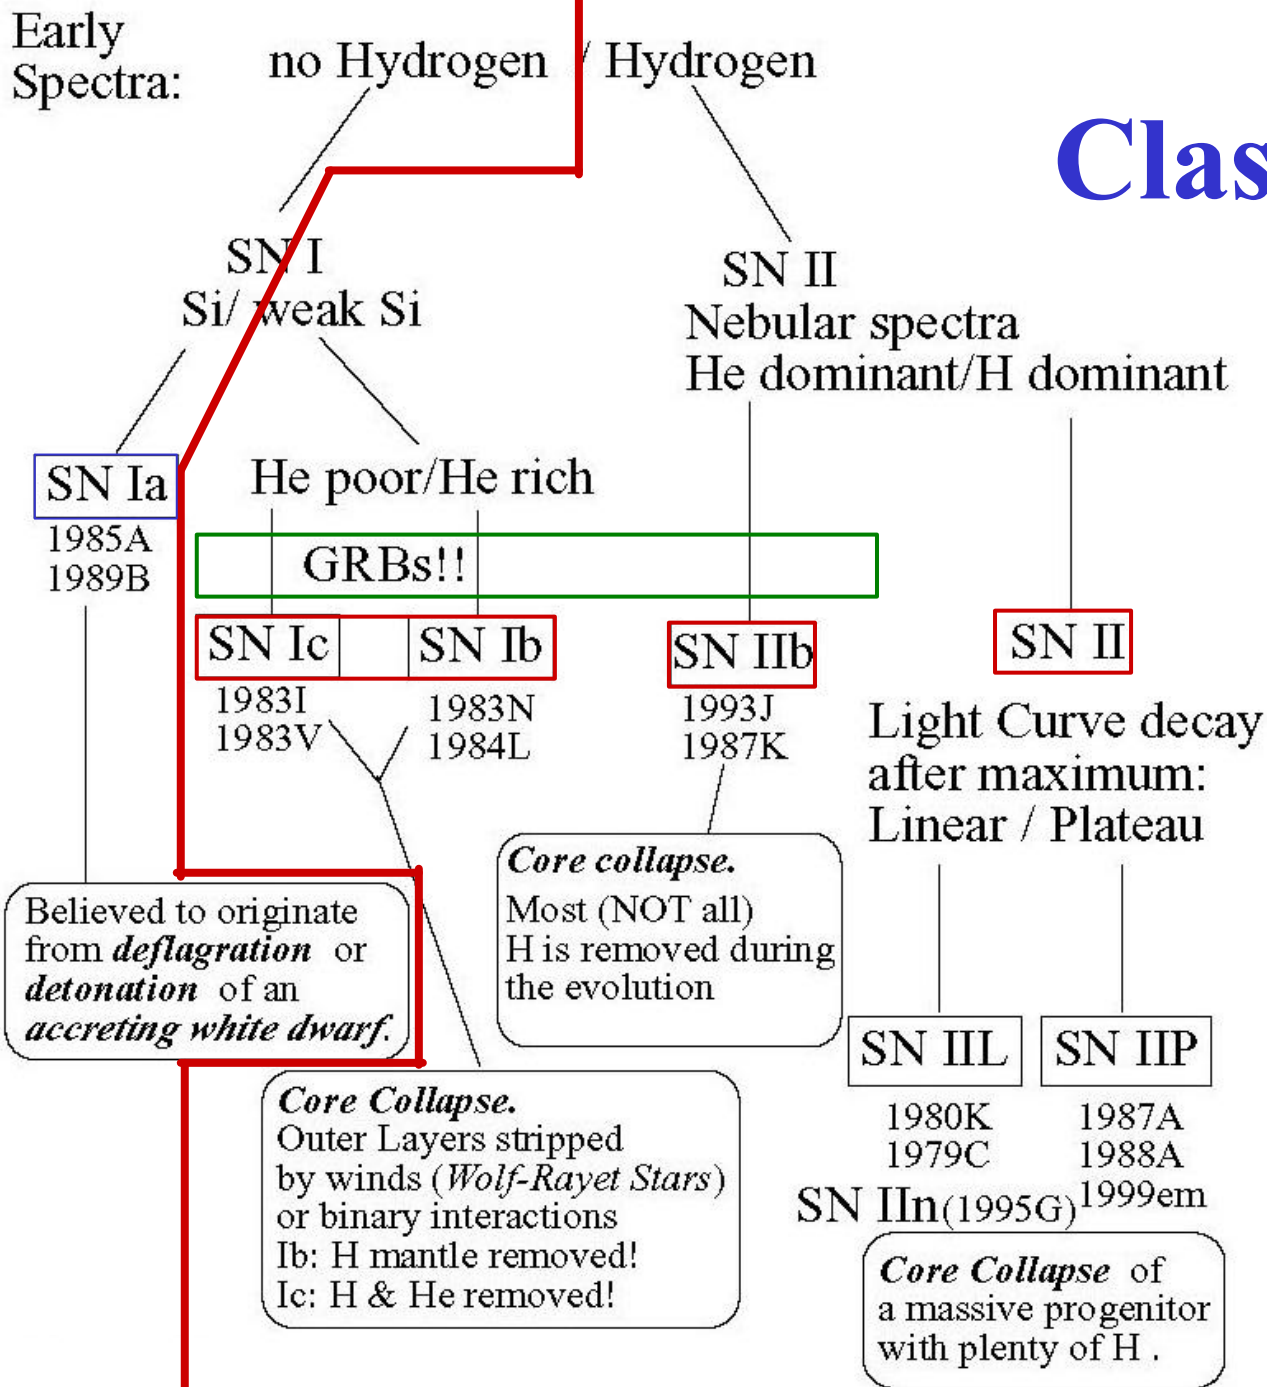 Early
Spectra:
no Hydrogen / Hydrogen
Clas
SN I
Si/ weak Si
SN II
Nebular spectra
He dominant/H dominant
SN Ia
1985A
1989B
He poor/He rich
GRBs!!
SN Ic
1983I
1983V
SN Ib
1983N
1984L
SN IIb
1993J
1987K
SN II
Light Curve decay
after maximum:
Linear / Plateau
Believed to originate
from deflagration or
detonation of an
accreting white dwarf.
Core collapse.
Most (NOT all)
H is removed during
the evolution
Core Collapse.
Outer Layers stripped
by winds (Wolf-Rayet Stars)
or binary interactions
Ib: H mantle removed!
Ic: H & He removed!
SN IIL
1980K
1979C
SN IIP
1987A
1988A
1999em
SN IIn(1995G)
Core Collapse of
a massive progenitor
with plenty of H .